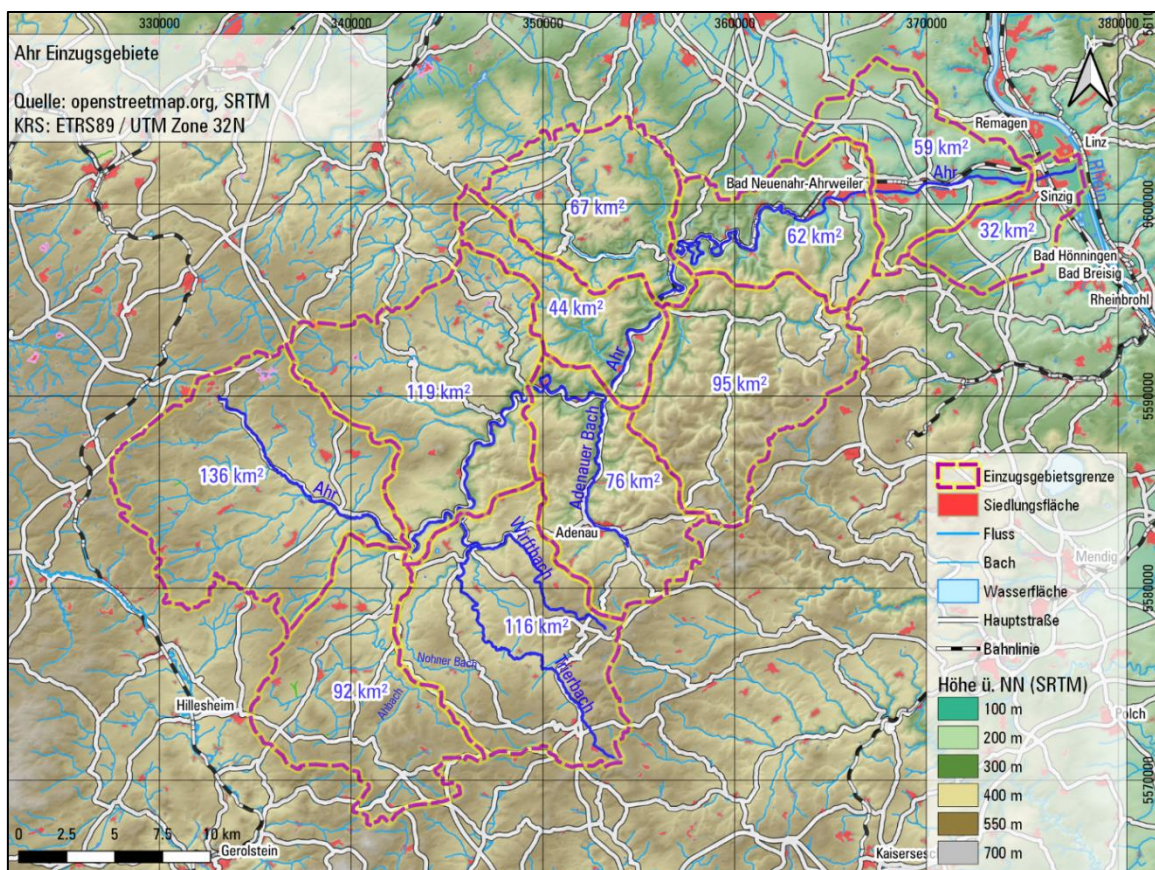 330000 340000 350000 360000 370000 380000
Ahr Einzugsgebiete
Quelle: openstreetmap.org, SRTM
KRS: ETRS89 / UTM Zone 32N
N
Remagen
Linz
59 km²
Ahr
Bad Neuenahr-Ahrweiler
Rhein
Sinzig
5600000
67 km²
62 km²
32 km²
Bad Hönningen
Bad Breisig
Rheinbrohl
44 km²
Ahr
119 km²
95 km²
5590000
Adenauer Bach
136 km²
Ahr
76 km²
Wirftbach
Adenau
5580000
116 km²
Trierbach
Nohner Bach
Ahbach
92 km²
Hillesheim
5570000
Einzugsgebietsgrenze
Siedlungsfläche
Fluss
Bach
Wasserfläche
Hauptstraße
Bahnlinie
Mendig
Polch
Höhe ü. NN (SRTM)
100 m
200 m
300 m
400 m
550 m
700 m
0 2.5 5 7.5 10 km
Gerolstein